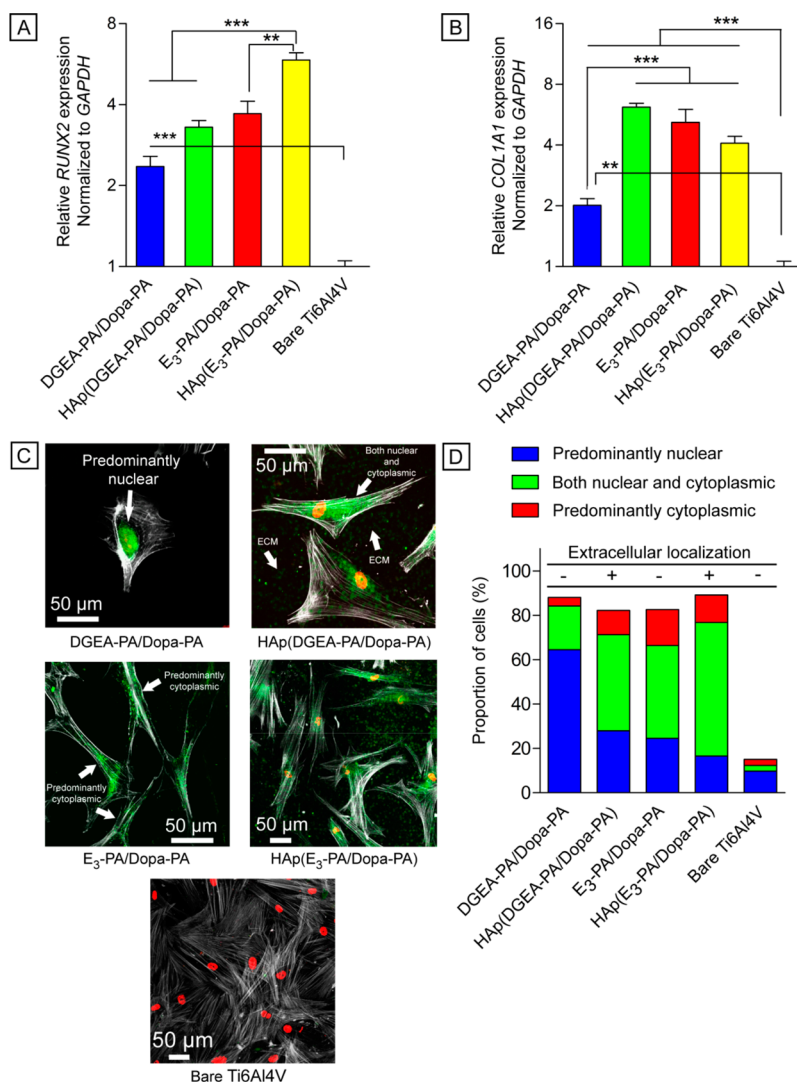 A
Relative RUNX2 expression
Normalized to GAPDH
8
4
2
1
***
**
***
DGEA-PA/Dopa-PA
HAp(DGEA-PA/Dopa-PA)
E3-PA/Dopa-PA
HAp(E3-PA/Dopa-PA)
Bare Ti6Al4V
B
Relative COL1A1 expression
Normalized to GAPDH
16
8
4
2
1
***
***
**
DGEA-PA/Dopa-PA
HAp(DGEA-PA/Dopa-PA)
E3-PA/Dopa-PA
HAp(E3-PA/Dopa-PA)
Bare Ti6Al4V
C
Predominantly
nuclear
50 µm
DGEA-PA/Dopa-PA
50 µm
Both nuclear
and
cytoplasmic
ECM
ECM
HAp(DGEA-PA/Dopa-PA)
Predominantly
cytoplasmic
Predominantly
cytoplasmic
50 µm
E3-PA/Dopa-PA
50 µm
HAp(E3-PA/Dopa-PA)
50 µm
Bare Ti6Al4V
D
Predominantly nuclear
Both nuclear and cytoplasmic
Predominantly cytoplasmic
Extracellular localization
- + - + -
Proportion of cells (%)
100
80
60
40
20
0
DGEA-PA/Dopa-PA
HAp(DGEA-PA/Dopa-PA)
E3-PA/Dopa-PA
HAp(E3-PA/Dopa-PA)
Bare Ti6Al4V